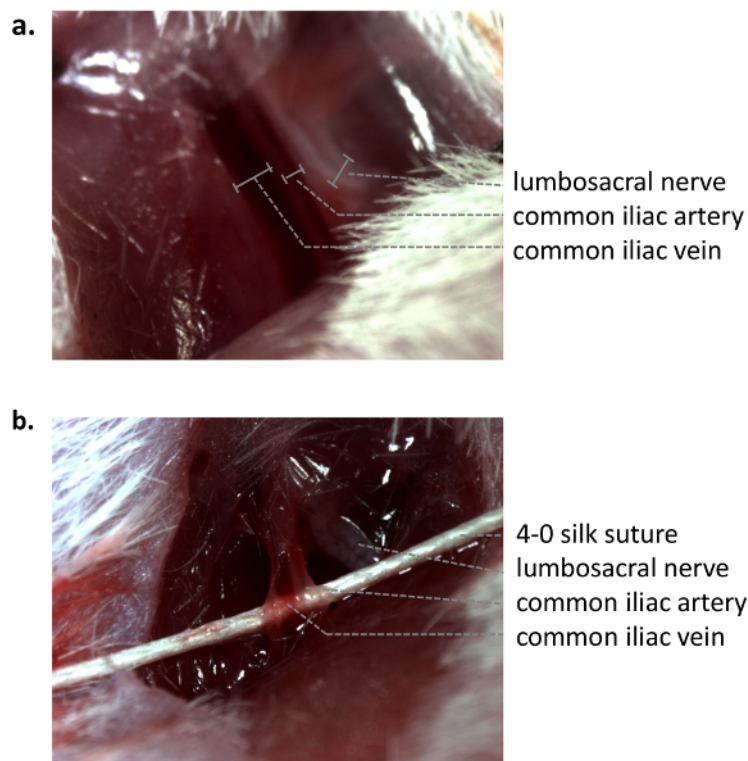 a.
lumbosacral nerve
common iliac artery
common iliac vein
b.
4-0 silk suture
lumbosacral nerve
common iliac artery
common iliac vein